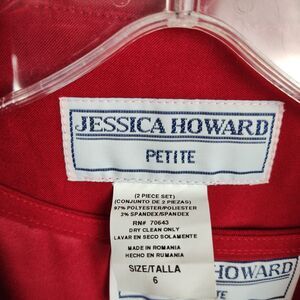 JESSICA HOWARD
PETITE
(2 PIECE SET)
(CONJUNTO DE 2 PIEZAS)
97% POLYESTER/POLYESTER
3% SPANDEX/SPANDEX
RN# 70643
DRY CLEAN ONLY
LAVAR EN SECO SOLAMENTE
MADE IN ROMANIA
HECHO EN RUMANIA
SIZE/TALLA
6
HOWARD